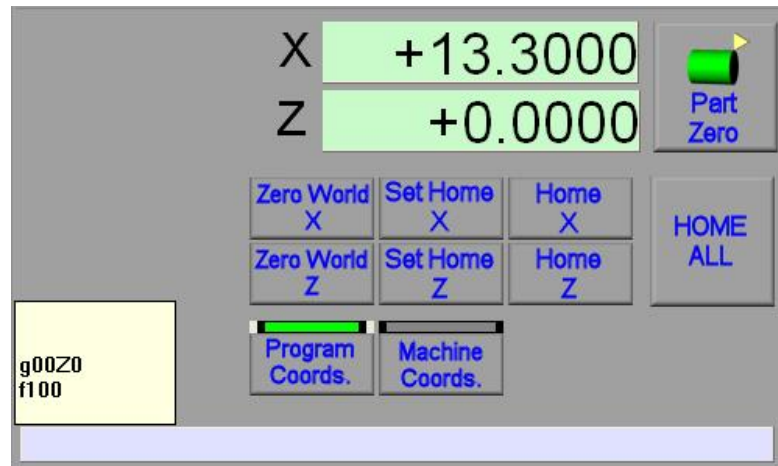 X +13.3000
Z +0.0000
Part
Zero
Zero World
X
Set Home
X
Home
X
HOME
ALL
Zero World
Z
Set Home
Z
Home
Z
Program
Coords.
Machine
Coords.
g00Z0
f100